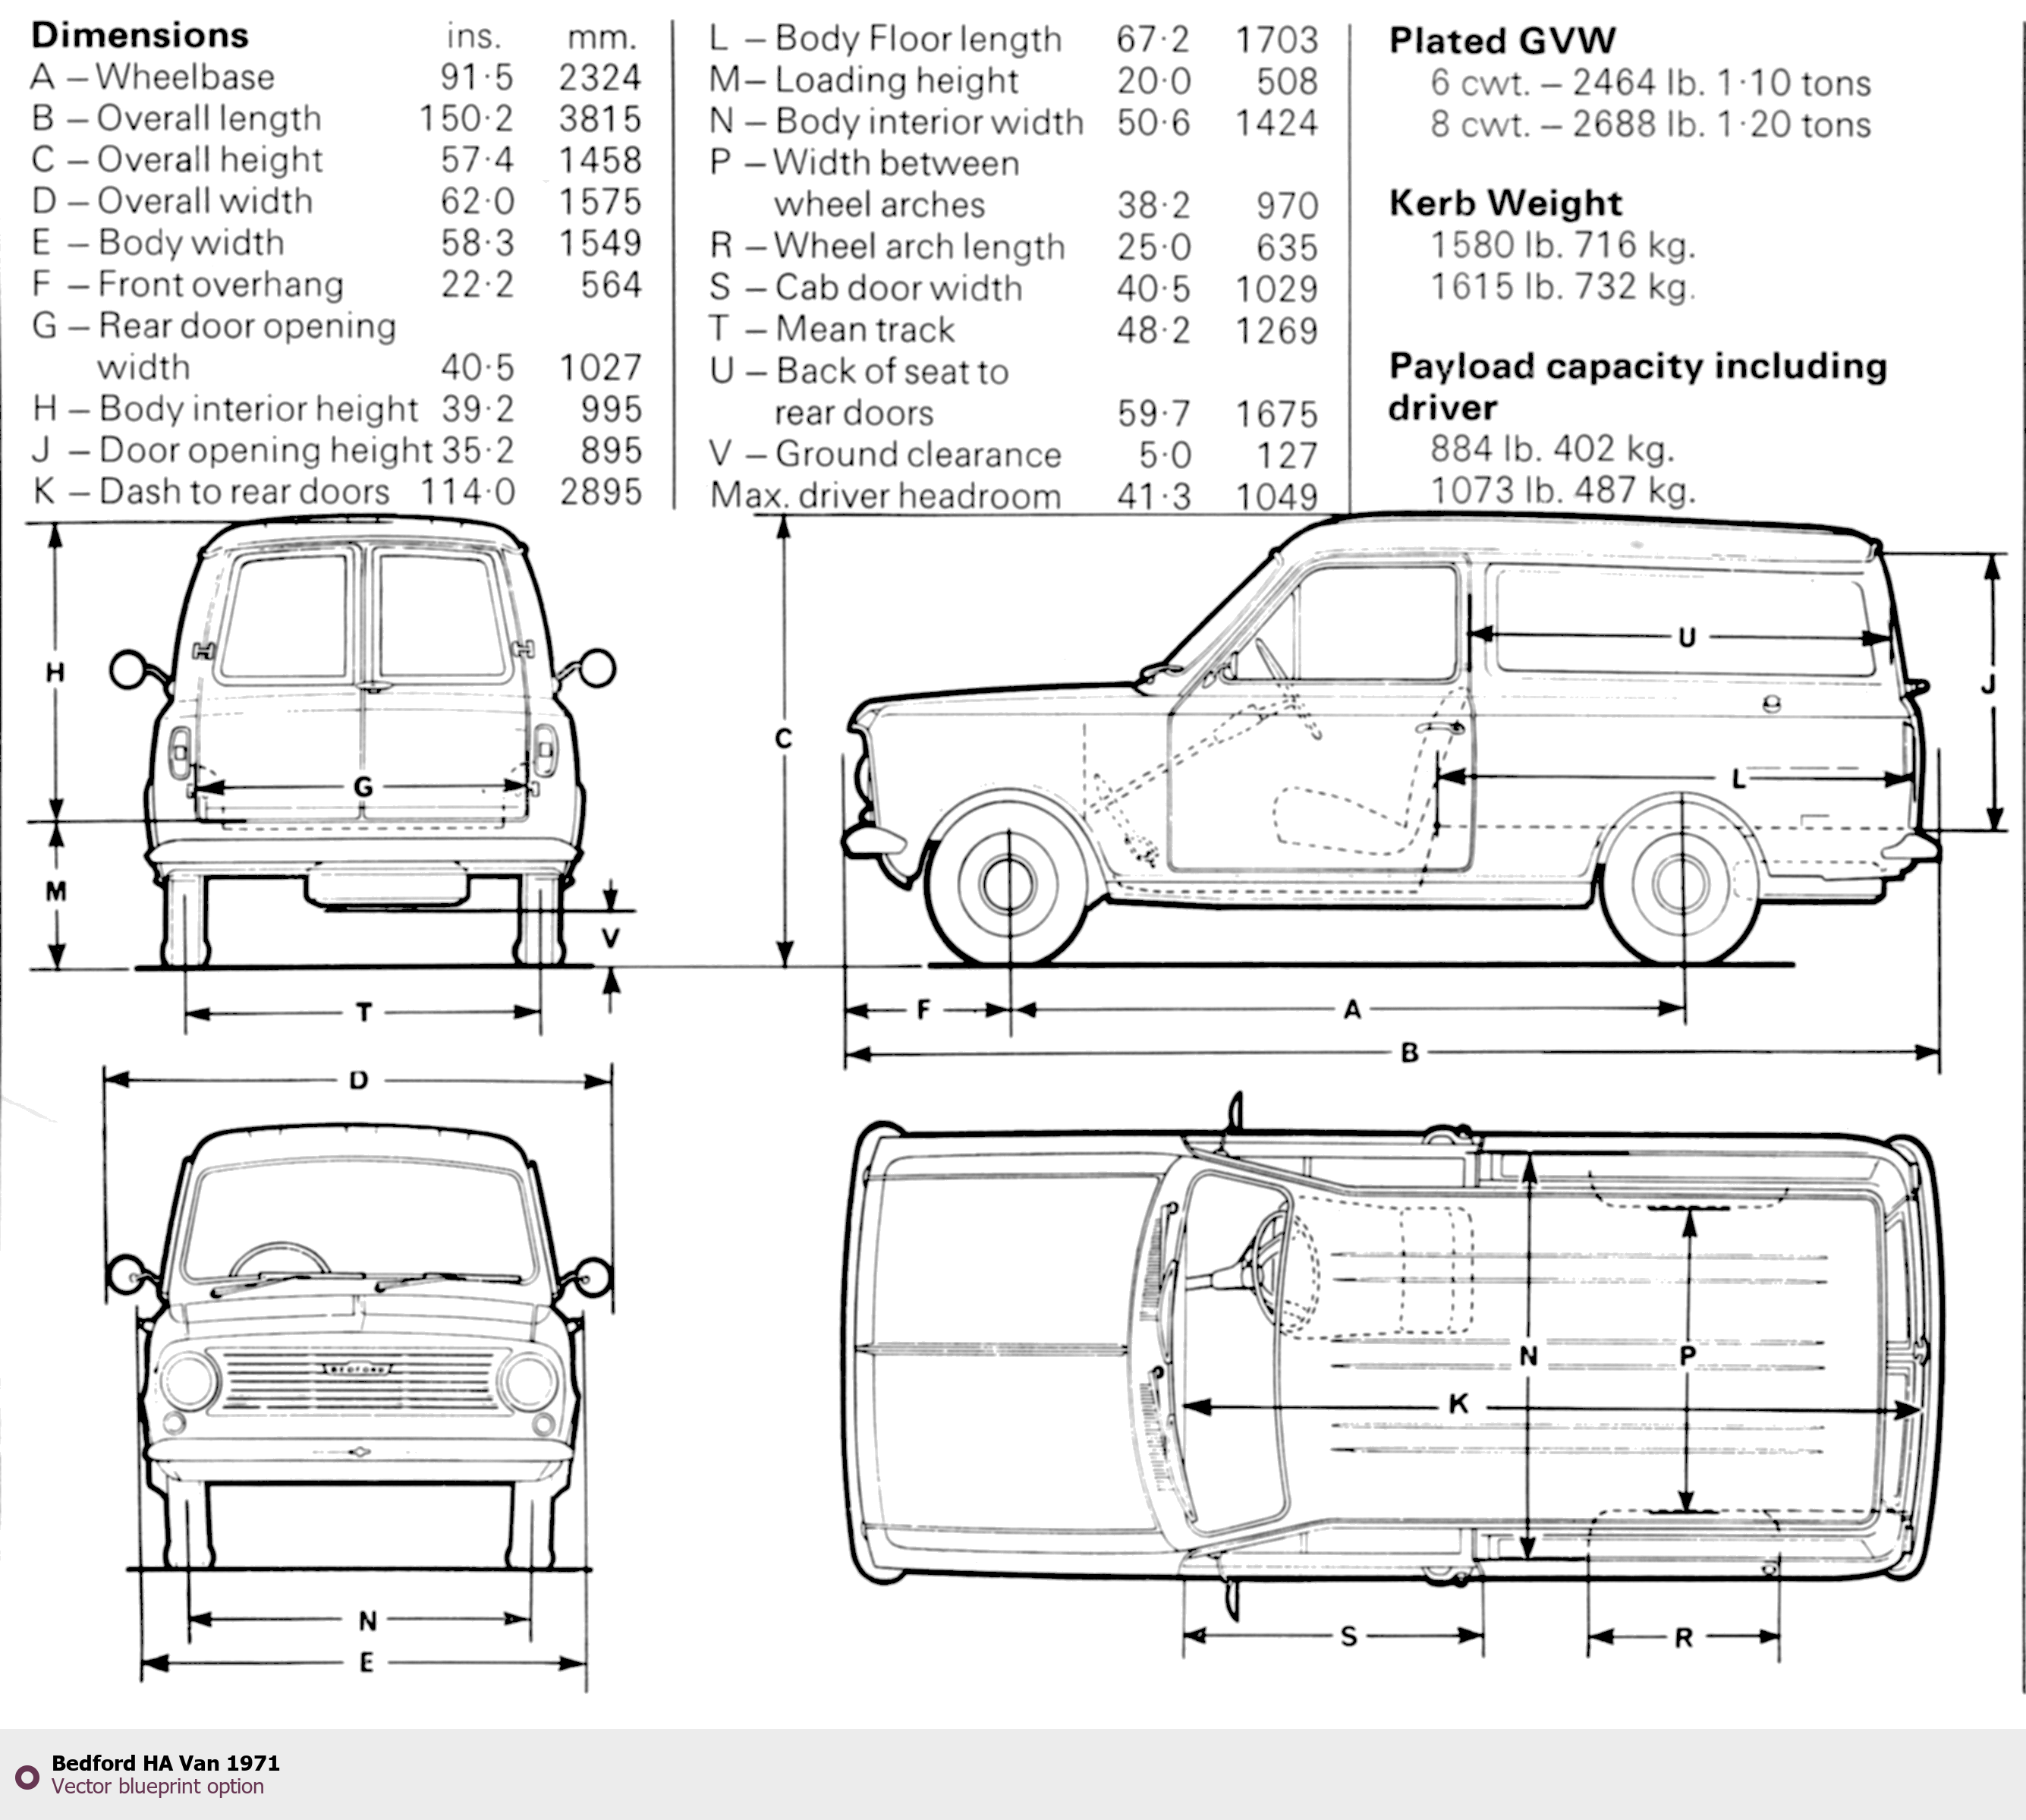 Dimensions ins. mm.
A – Wheelbase 91·5 2324
B – Overall length 150·2 3815
C – Overall height 57·4 1458
D – Overall width 62·0 1575
E – Body width 58·3 1549
F – Front overhang 22·2 564
G – Rear door opening
width 40·5 1027
H – Body interior height 39·2 995
J – Door opening height 35·2 895
K – Dash to rear doors 114·0 2895
L – Body Floor length 67·2 1703
M – Loading height 20·0 508
N – Body interior width 50·6 1424
P – Width between
wheel arches 38·2 970
R – Wheel arch length 25·0 635
S – Cab door width 40·5 1029
T – Mean track 48·2 1269
U – Back of seat to
rear doors 59·7 1675
V – Ground clearance 5·0 127
Max. driver headroom 41·3 1049
Plated GVW
6 cwt. – 2464 lb. 1·10 tons
8 cwt. – 2688 lb. 1·20 tons
Kerb Weight
1580 lb. 716 kg.
1615 lb. 732 kg.
Payload capacity including
driver
884 lb. 402 kg.
1073 lb. 487 kg.
H
G
M
V
T
C
U
J
L
F
A
B
D
BEDFORD
N
E
N
P
K
S
R
Bedford HA Van 1971
Vector blueprint option